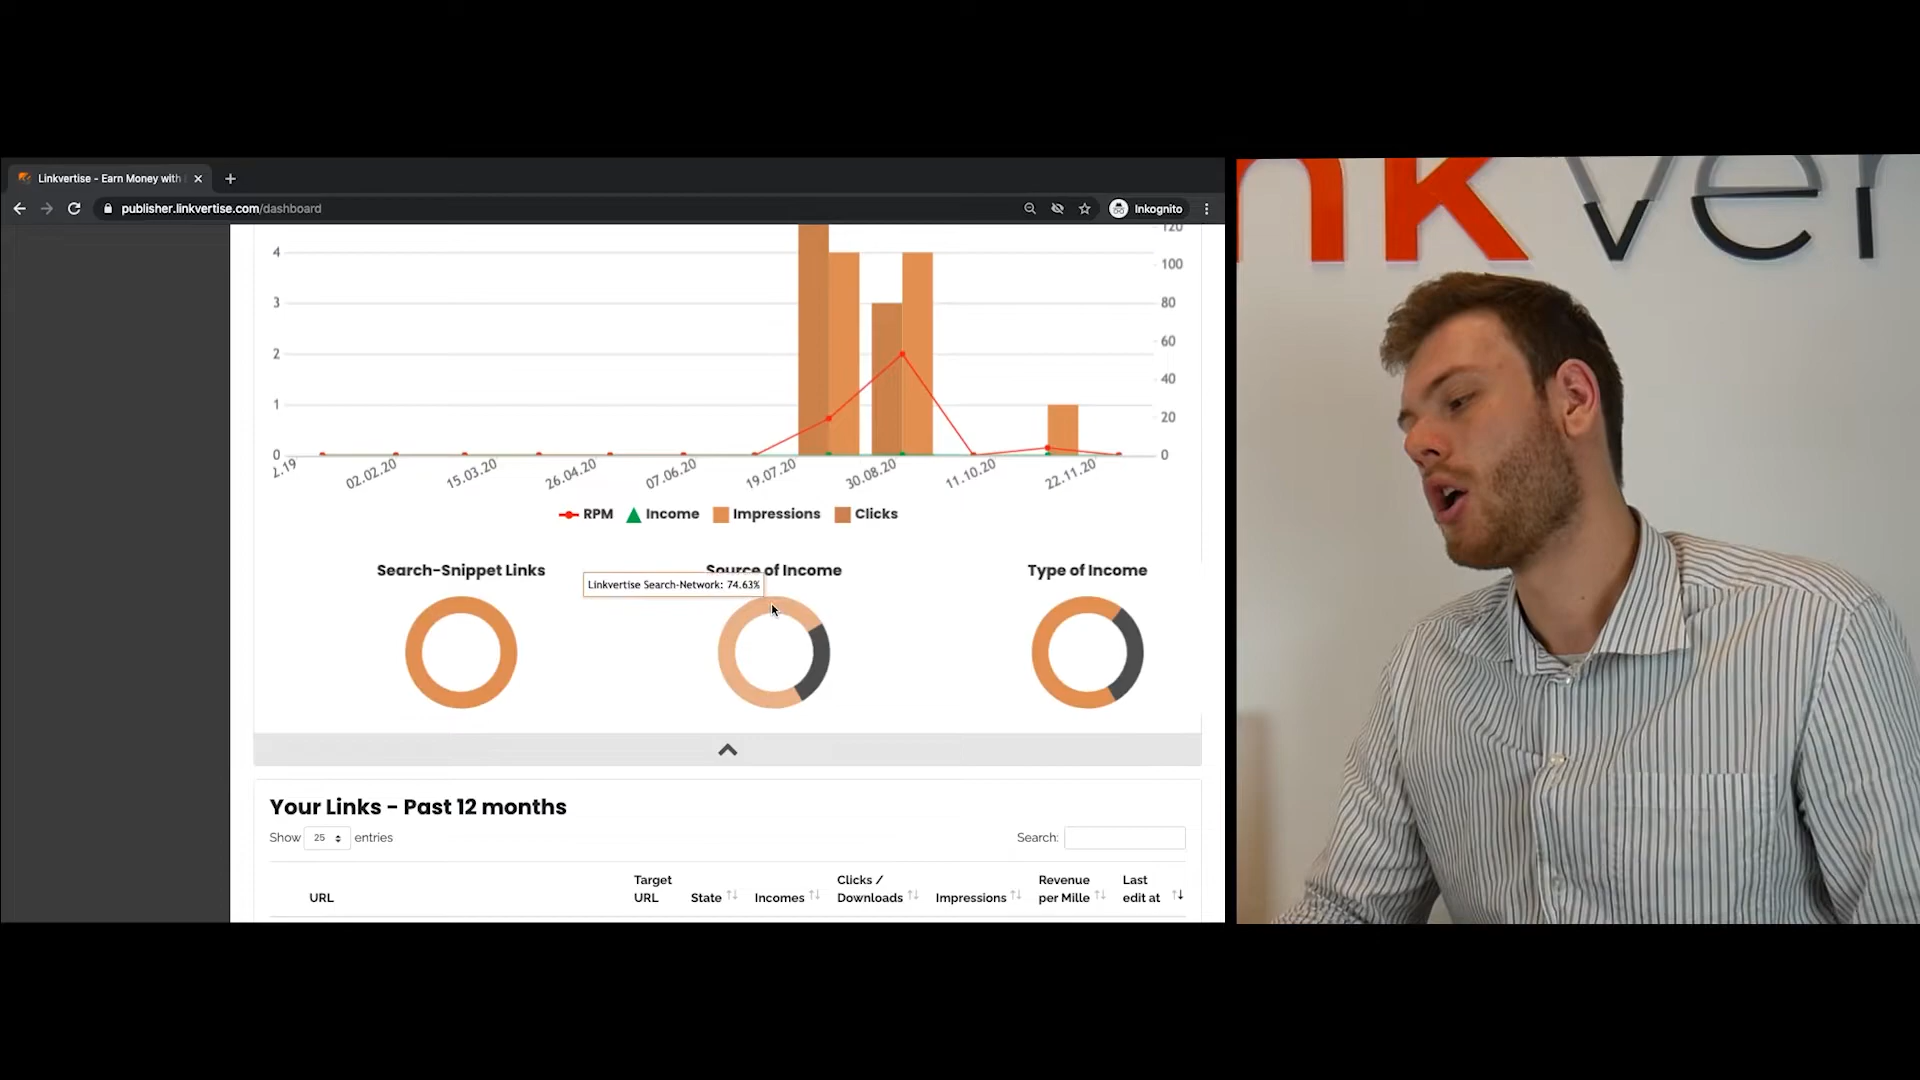 Linkvertise - Earn Money with
publisher.linkvertise.com/dashboard
Inkognito
nkver
4
3
2
1
0
120
100
80
60
40
20
0
2.19
02.02.20
15.03.20
26.04.20
07.06.20
19.07.20
30.08.20
11.10.20
22.11.20
RPM Income Impressions Clicks
Search-Snippet Links
Source of Income
Type of Income
Linkvertise Search-Network: 74.63%
Your Links - Past 12 months
Show 25 entries
Search:
URL
Target URL
State
Incomes
Clicks / Downloads
Impressions
Revenue per Mille
Last edit at